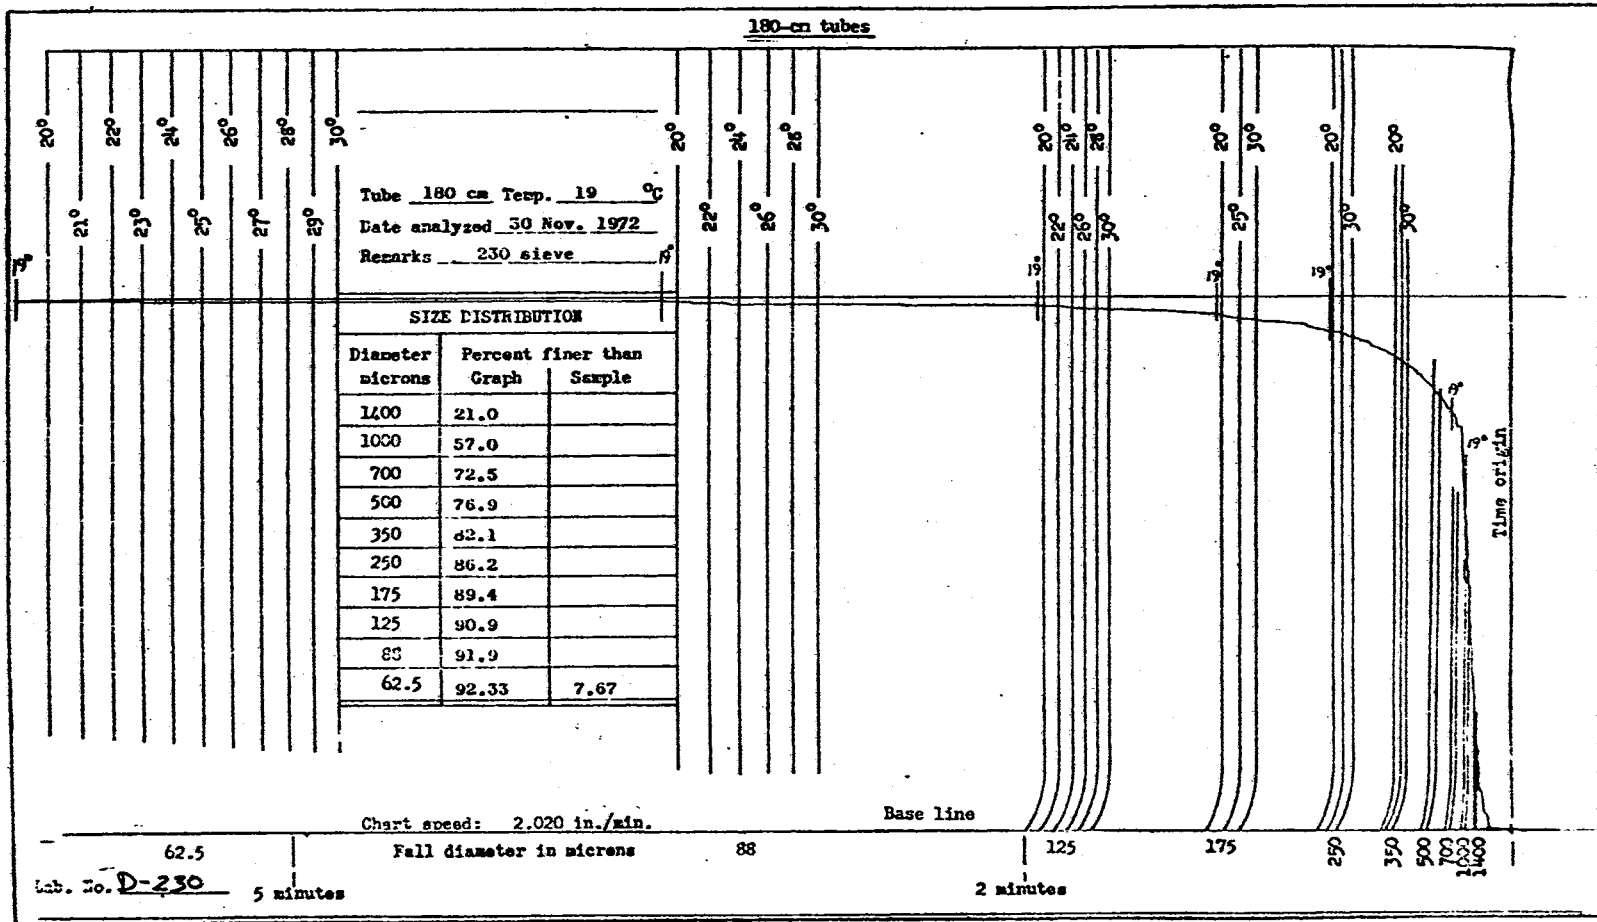 180-cm tubes
20° 22° 24° 26° 28° 30° 20° 24° 28° 20° 24° 28° 20° 30° 20° 20°
21° 23° 25° 27° 29° 22° 26° 30° 22° 26° 30° 25° 30° 30°
19° 19° 19° 19° 19° 19° 19°
Tube 180 cm Temp. 19 °C
Date analyzed 30 Nov. 1972
Remarks 230 sieve
SIZE DISTRIBUTION
Diameter microns Percent finer than
Graph Sample
1400 21.0
1000 57.0
700 72.5
500 76.9
350 82.1
250 86.2
175 89.4
125 90.9
88 91.9
62.5 92.33 7.67
Time origin
Chart speed: 2.020 in./min.
Base line
62.5 Fall diameter in microns 88 125 175 250 350 500 700 1000 1400
Lab. No. D-230
5 minutes
2 minutes